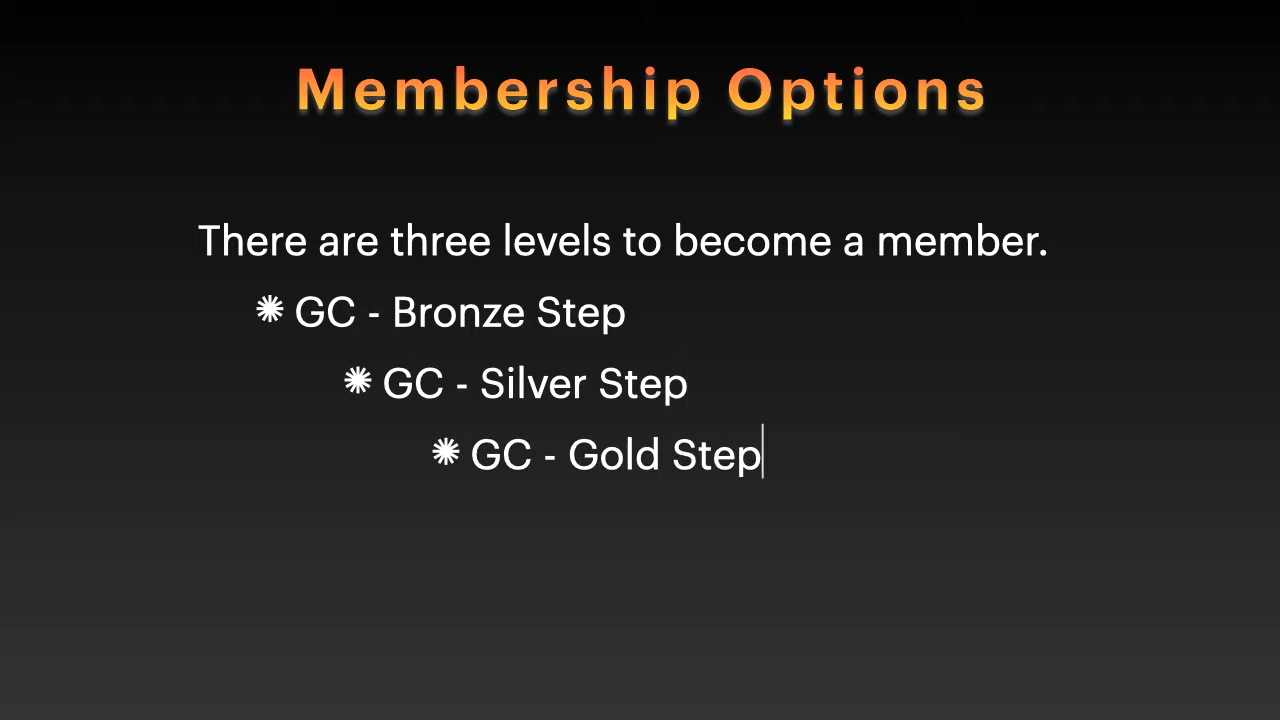 Membership Options
There are three levels to become a member.
✺ GC - Bronze Step
✺ GC - Silver Step
✺ GC - Gold Step